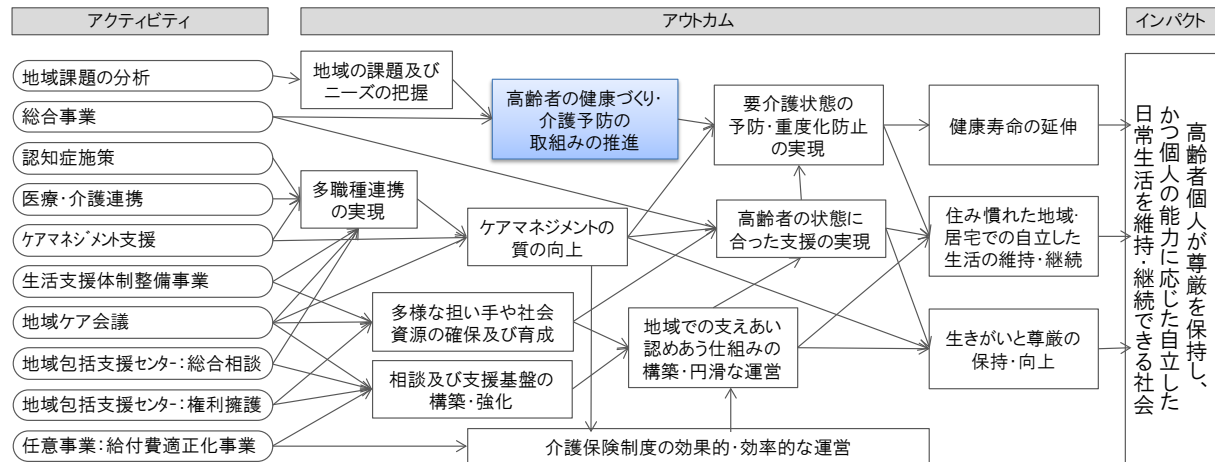 アクティビティ
アウトカム
インパクト
地域課題の分析
総合事業
認知症施策
医療・介護連携
ケアマネジメント支援
生活支援体制整備事業
地域ケア会議
地域包括支援センター：総合相談
地域包括支援センター：権利擁護
任意事業：給付費適正化事業
地域の課題及び
ニーズの把握
多職種連携
の実現
高齢者の健康づくり・
介護予防の
取組みの推進
ケアマネジメントの
質の向上
多様な担い手や社会
資源の確保及び育成
相談及び支援基盤の
構築・強化
要介護状態の
予防・重度化防止
の実現
高齢者の状態に
合った支援の実現
地域での支えあい
認めあう仕組みの
構築・円滑な運営
介護保険制度の効果的・効率的な運営
健康寿命の延伸
住み慣れた地域・
居宅での自立した
生活の維持・継続
生きがいと尊厳の
保持・向上
高齢者個人が尊厳を保持し、
かつ個人の能力に応じた自立した
日常生活を維持・継続できる社会